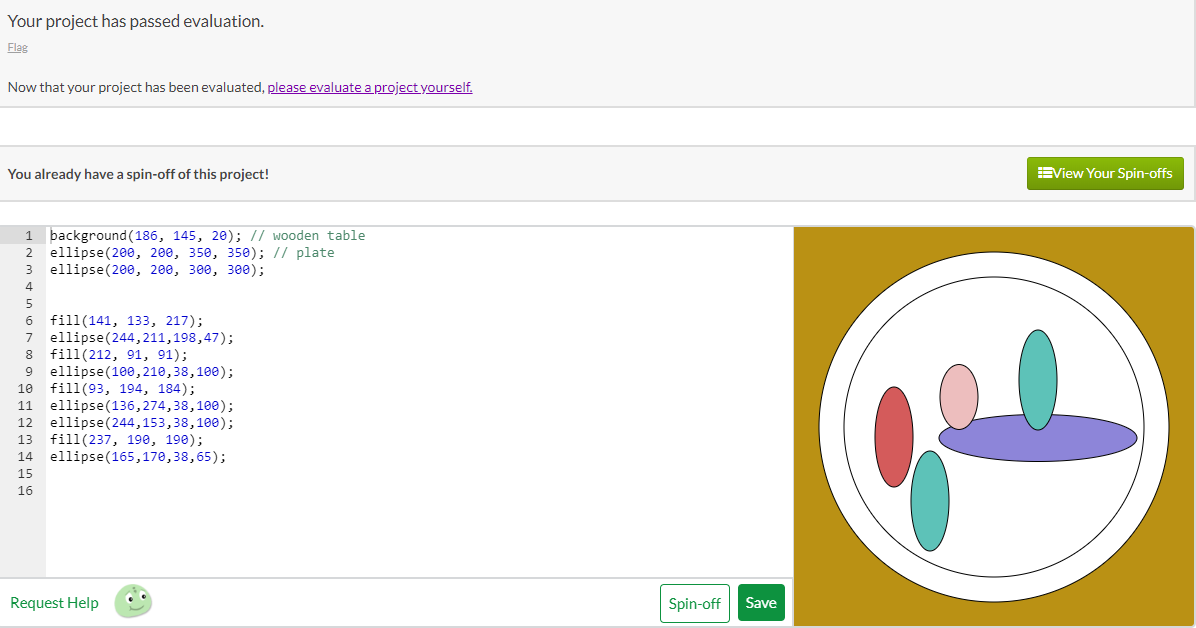 Your project has passed evaluation.
Flag
Now that your project has been evaluated, please evaluate a project yourself.
You already have a spin-off of this project!
View Your Spin-offs
1 background(186, 145, 20); // wooden table
2 ellipse(200, 200, 350, 350); // plate
3 ellipse(200, 200, 300, 300);
4
5
6 fill(141, 133, 217);
7 ellipse(244,211,198,47);
8 fill(212, 91, 91);
9 ellipse(100,210,38,100);
10 fill(93, 194, 184);
11 ellipse(136,274,38,100);
12 ellipse(244,153,38,100);
13 fill(237, 190, 190);
14 ellipse(165,170,38,65);
15
16
Request Help
Spin-off
Save